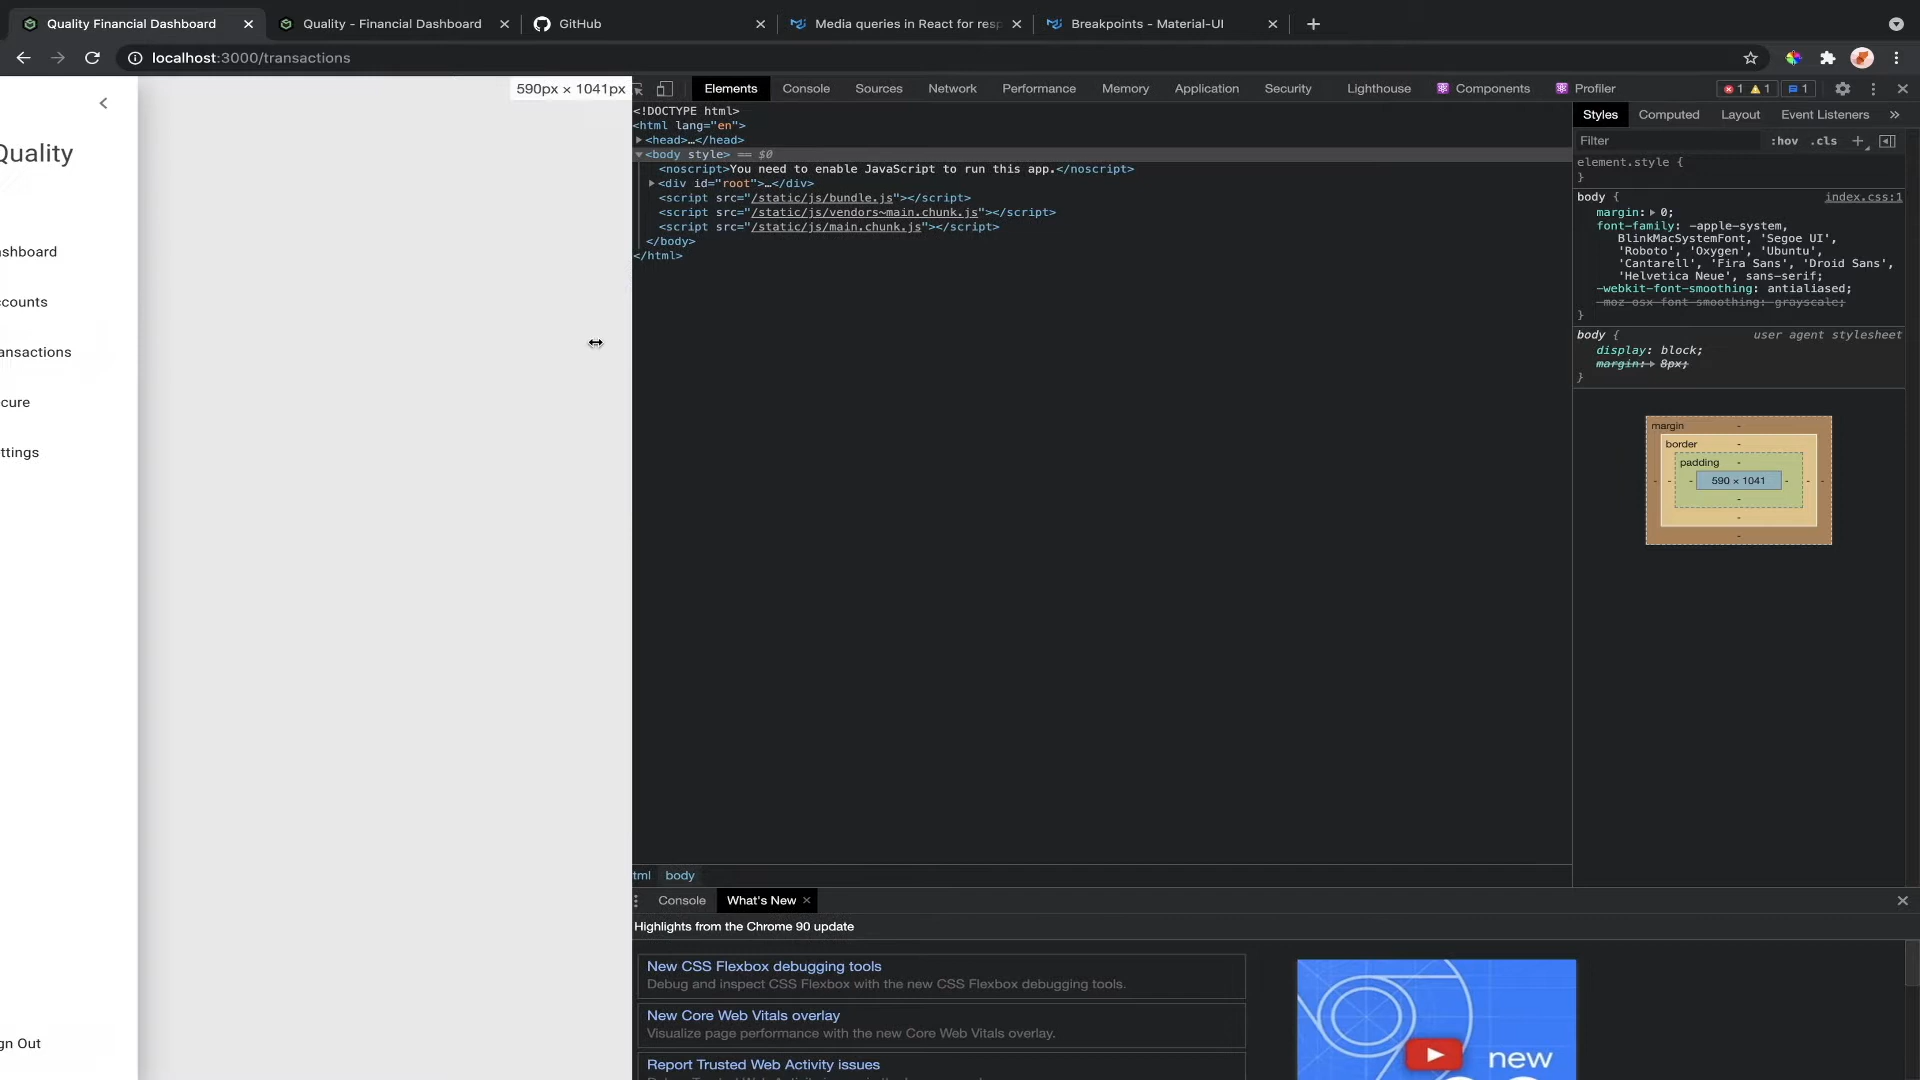 Quality Financial Dashboard
Quality - Financial Dashboard
GitHub
Media queries in React for resp
Breakpoints - Material-UI
localhost:3000/transactions
590px × 1041px
Elements
Console
Sources
Network
Performance
Memory
Application
Security
Lighthouse
Components
Profiler
1
1
1
Quality
shboard
counts
ansactions
cure
ttings
gn Out
<!DOCTYPE html>
<html lang="en">
<head>…</head>
<body style> == $0
<noscript>You need to enable JavaScript to run this app.</noscript>
<div id="root">…</div>
<script src="/static/js/bundle.js"></script>
<script src="/static/js/vendors~main.chunk.js"></script>
<script src="/static/js/main.chunk.js"></script>
</body>
</html>
tml
body
Styles
Computed
Layout
Event Listeners
Filter
:hov
.cls
element.style {
}
body {
index.css:1
margin: 0;
font-family: -apple-system,
BlinkMacSystemFont, 'Segoe UI',
'Roboto', 'Oxygen', 'Ubuntu',
'Cantarell', 'Fira Sans', 'Droid Sans',
'Helvetica Neue', sans-serif;
-webkit-font-smoothing: antialiased;
-moz-osx-font-smoothing: grayscale;
}
body {
user agent stylesheet
display: block;
margin: 8px;
}
margin -
border -
padding -
- - - 590 × 1041 - - -
-
-
-
Console
What's New
Highlights from the Chrome 90 update
New CSS Flexbox debugging tools
Debug and inspect CSS Flexbox with the new CSS Flexbox debugging tools.
New Core Web Vitals overlay
Visualize page performance with the new Core Web Vitals overlay.
Report Trusted Web Activity issues
new